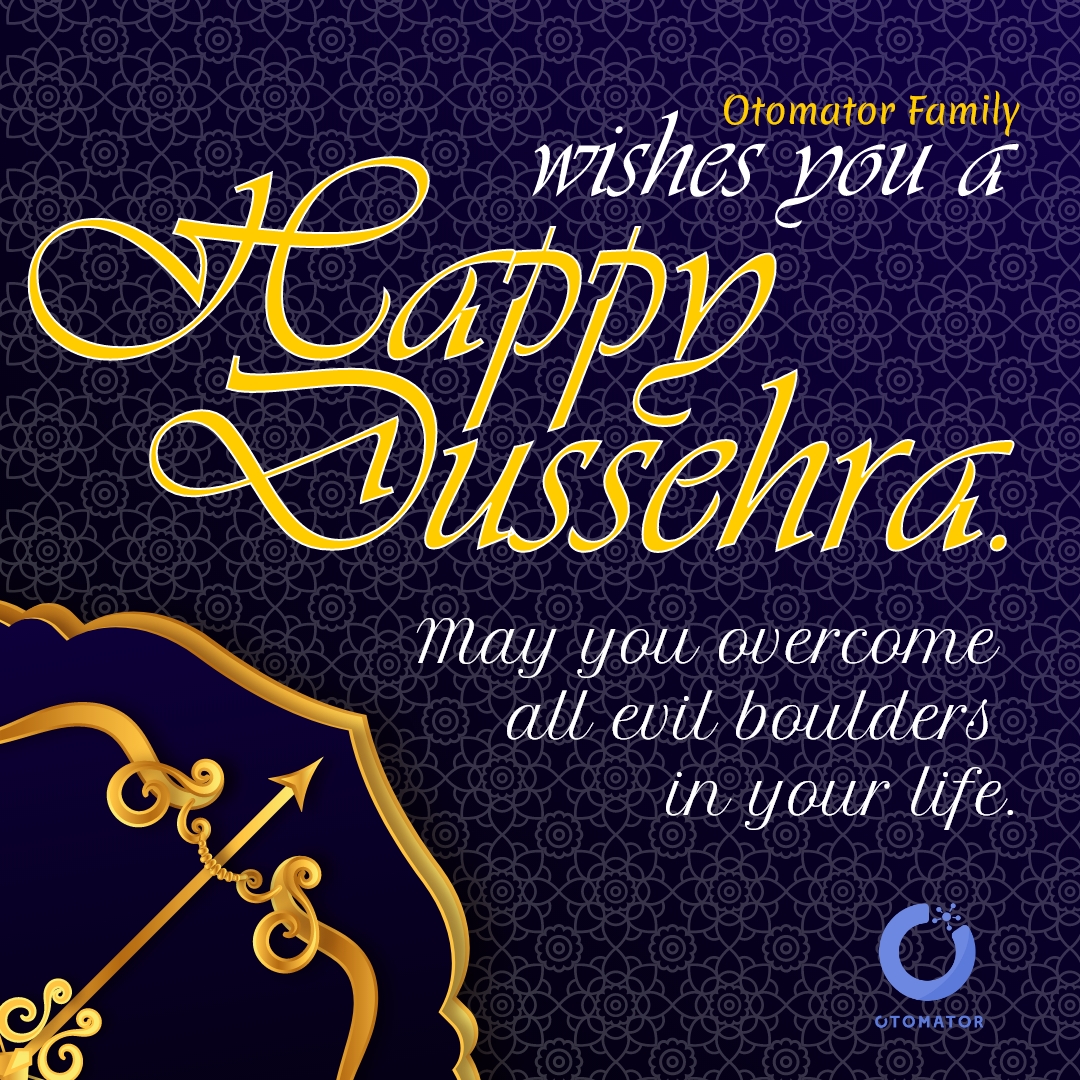 Otomator Family
wishes you a
Happy
Dussehra.
May you overcome
all evil boulders
in your life.
OTOMATOR